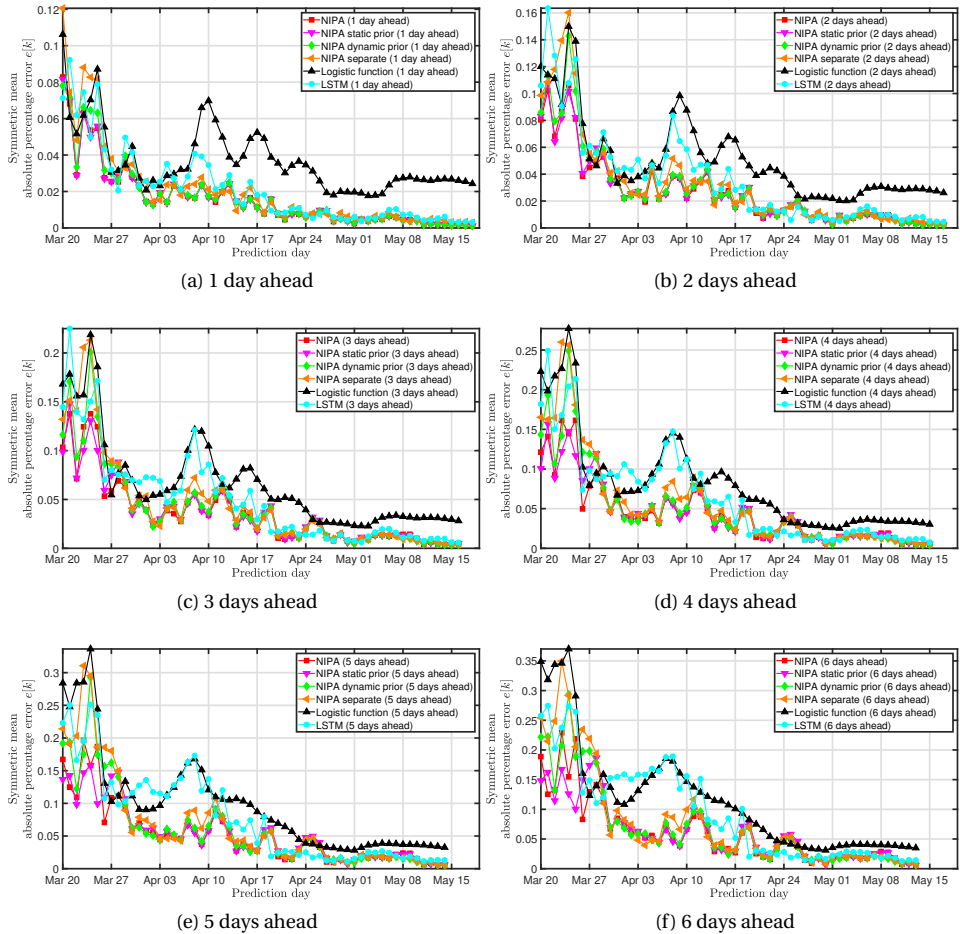 0.12
0.1
0.08
0.06
0.04
0.02
0
Symmetric mean
absolute percentage error e[k]
NIPA (1 day ahead)
NIPA static prior (1 day ahead)
NIPA dynamic prior (1 day ahead)
NIPA separate (1 day ahead)
Logistic function (1 day ahead)
LSTM (1 day ahead)
Mar 20 Mar 27 Apr 03 Apr 10 Apr 17 Apr 24 May 01 May 08 May 15
Prediction day
(a) 1 day ahead
0.16
0.14
0.12
0.1
0.08
0.06
0.04
0.02
0
Symmetric mean
absolute percentage error e[k]
NIPA (2 days ahead)
NIPA static prior (2 days ahead)
NIPA dynamic prior (2 days ahead)
NIPA separate (2 days ahead)
Logistic function (2 days ahead)
LSTM (2 days ahead)
Mar 20 Mar 27 Apr 03 Apr 10 Apr 17 Apr 24 May 01 May 08 May 15
Prediction day
(b) 2 days ahead
0.2
0.15
0.1
0.05
0
Symmetric mean
absolute percentage error e[k]
NIPA (3 days ahead)
NIPA static prior (3 days ahead)
NIPA dynamic prior (3 days ahead)
NIPA separate (3 days ahead)
Logistic function (3 days ahead)
LSTM (3 days ahead)
Mar 20 Mar 27 Apr 03 Apr 10 Apr 17 Apr 24 May 01 May 08 May 15
Prediction day
(c) 3 days ahead
0.25
0.2
0.15
0.1
0.05
0
Symmetric mean
absolute percentage error e[k]
NIPA (4 days ahead)
NIPA static prior (4 days ahead)
NIPA dynamic prior (4 days ahead)
NIPA separate (4 days ahead)
Logistic function (4 days ahead)
LSTM (4 days ahead)
Mar 20 Mar 27 Apr 03 Apr 10 Apr 17 Apr 24 May 01 May 08 May 15
Prediction day
(d) 4 days ahead
0.3
0.25
0.2
0.15
0.1
0.05
0
Symmetric mean
absolute percentage error e[k]
NIPA (5 days ahead)
NIPA static prior (5 days ahead)
NIPA dynamic prior (5 days ahead)
NIPA separate (5 days ahead)
Logistic function (5 days ahead)
LSTM (5 days ahead)
Mar 20 Mar 27 Apr 03 Apr 10 Apr 17 Apr 24 May 01 May 08 May 15
Prediction day
(e) 5 days ahead
0.35
0.3
0.25
0.2
0.15
0.1
0.05
0
Symmetric mean
absolute percentage error e[k]
NIPA (6 days ahead)
NIPA static prior (6 days ahead)
NIPA dynamic prior (6 days ahead)
NIPA separate (6 days ahead)
Logistic function (6 days ahead)
LSTM (6 days ahead)
Mar 20 Mar 27 Apr 03 Apr 10 Apr 17 Apr 24 May 01 May 08 May 15
Prediction day
(f) 6 days ahead